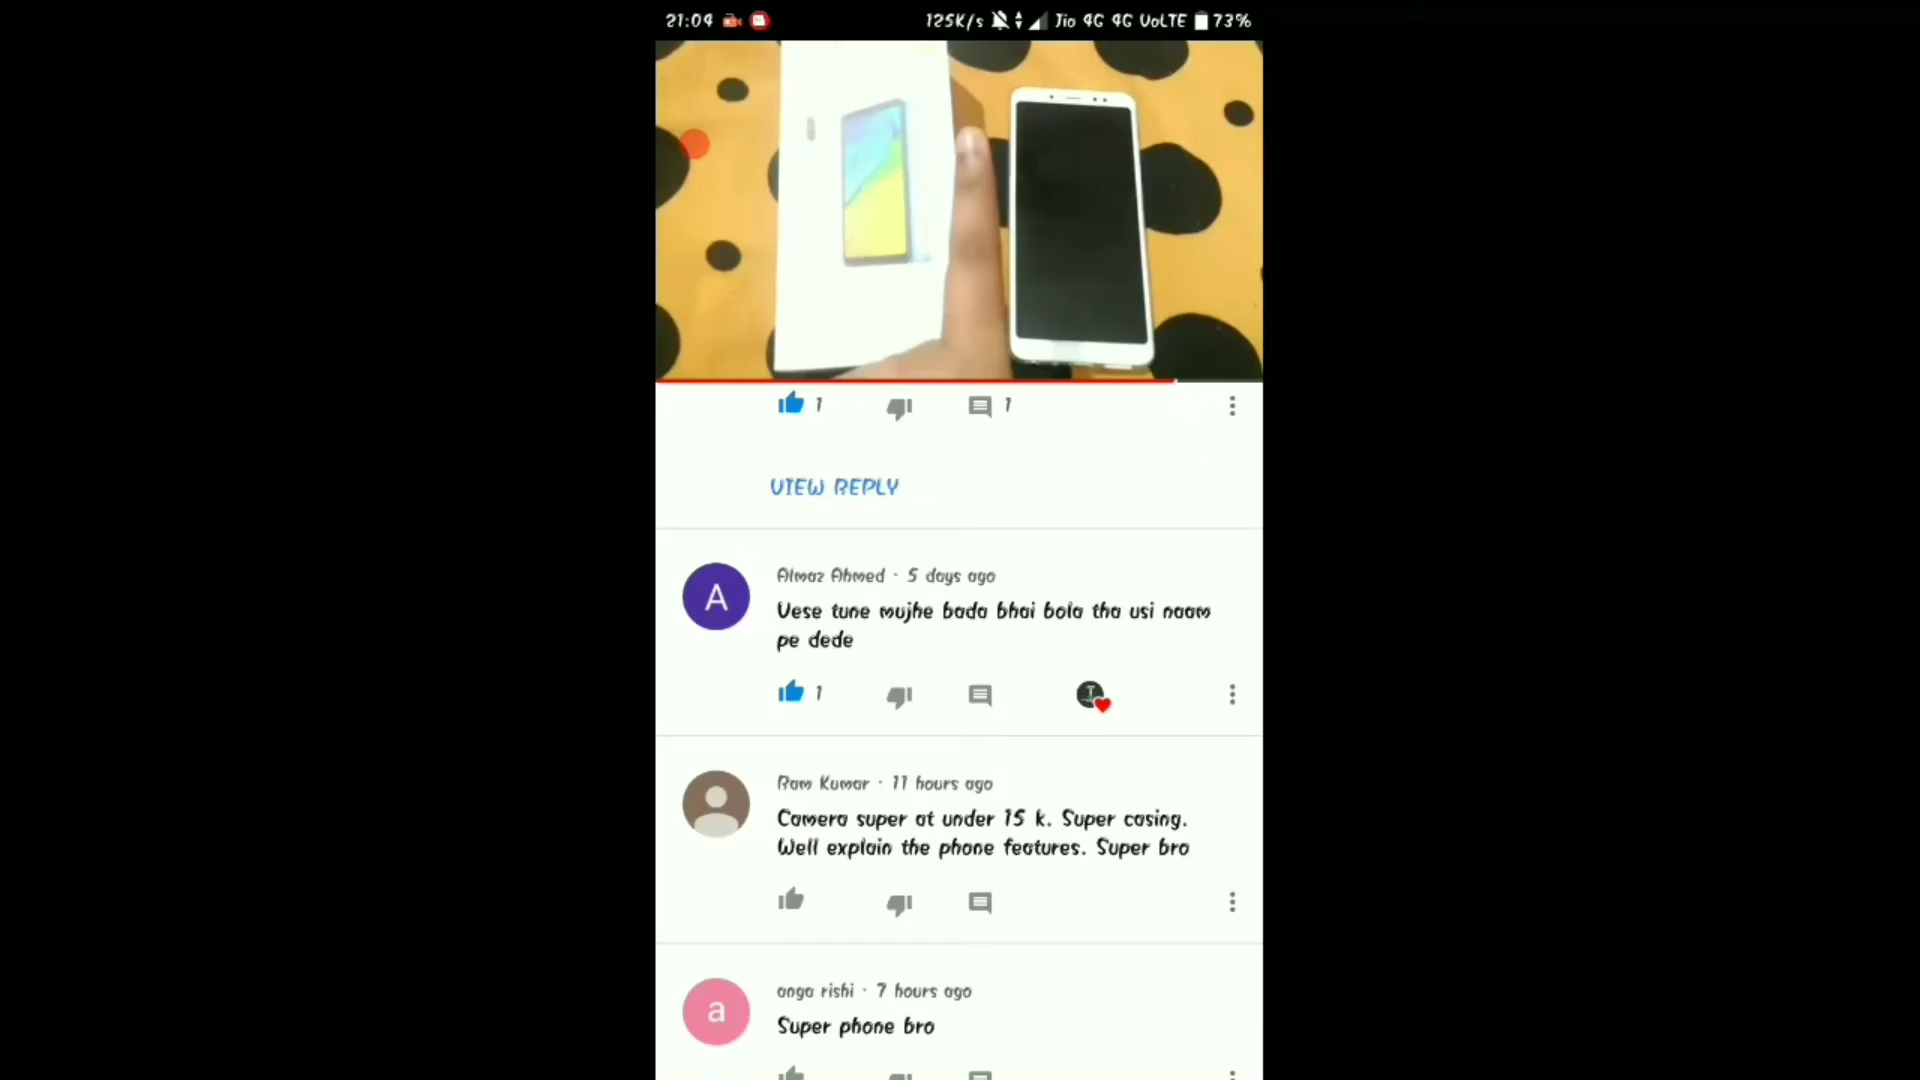 21:04 125K/s Jio 4G 4G VoLTE 73%
1 1
VIEW REPLY
A
Almaz Ahmed · 5 days ago
Vese tune mujhe bada bhai bola tha usi naam
pe dede
1 T
Ram Kumar · 11 hours ago
Camera super at under 15 k. Super casing.
Well explain the phone features. Super bro
a
anga rishi · 7 hours ago
Super phone bro